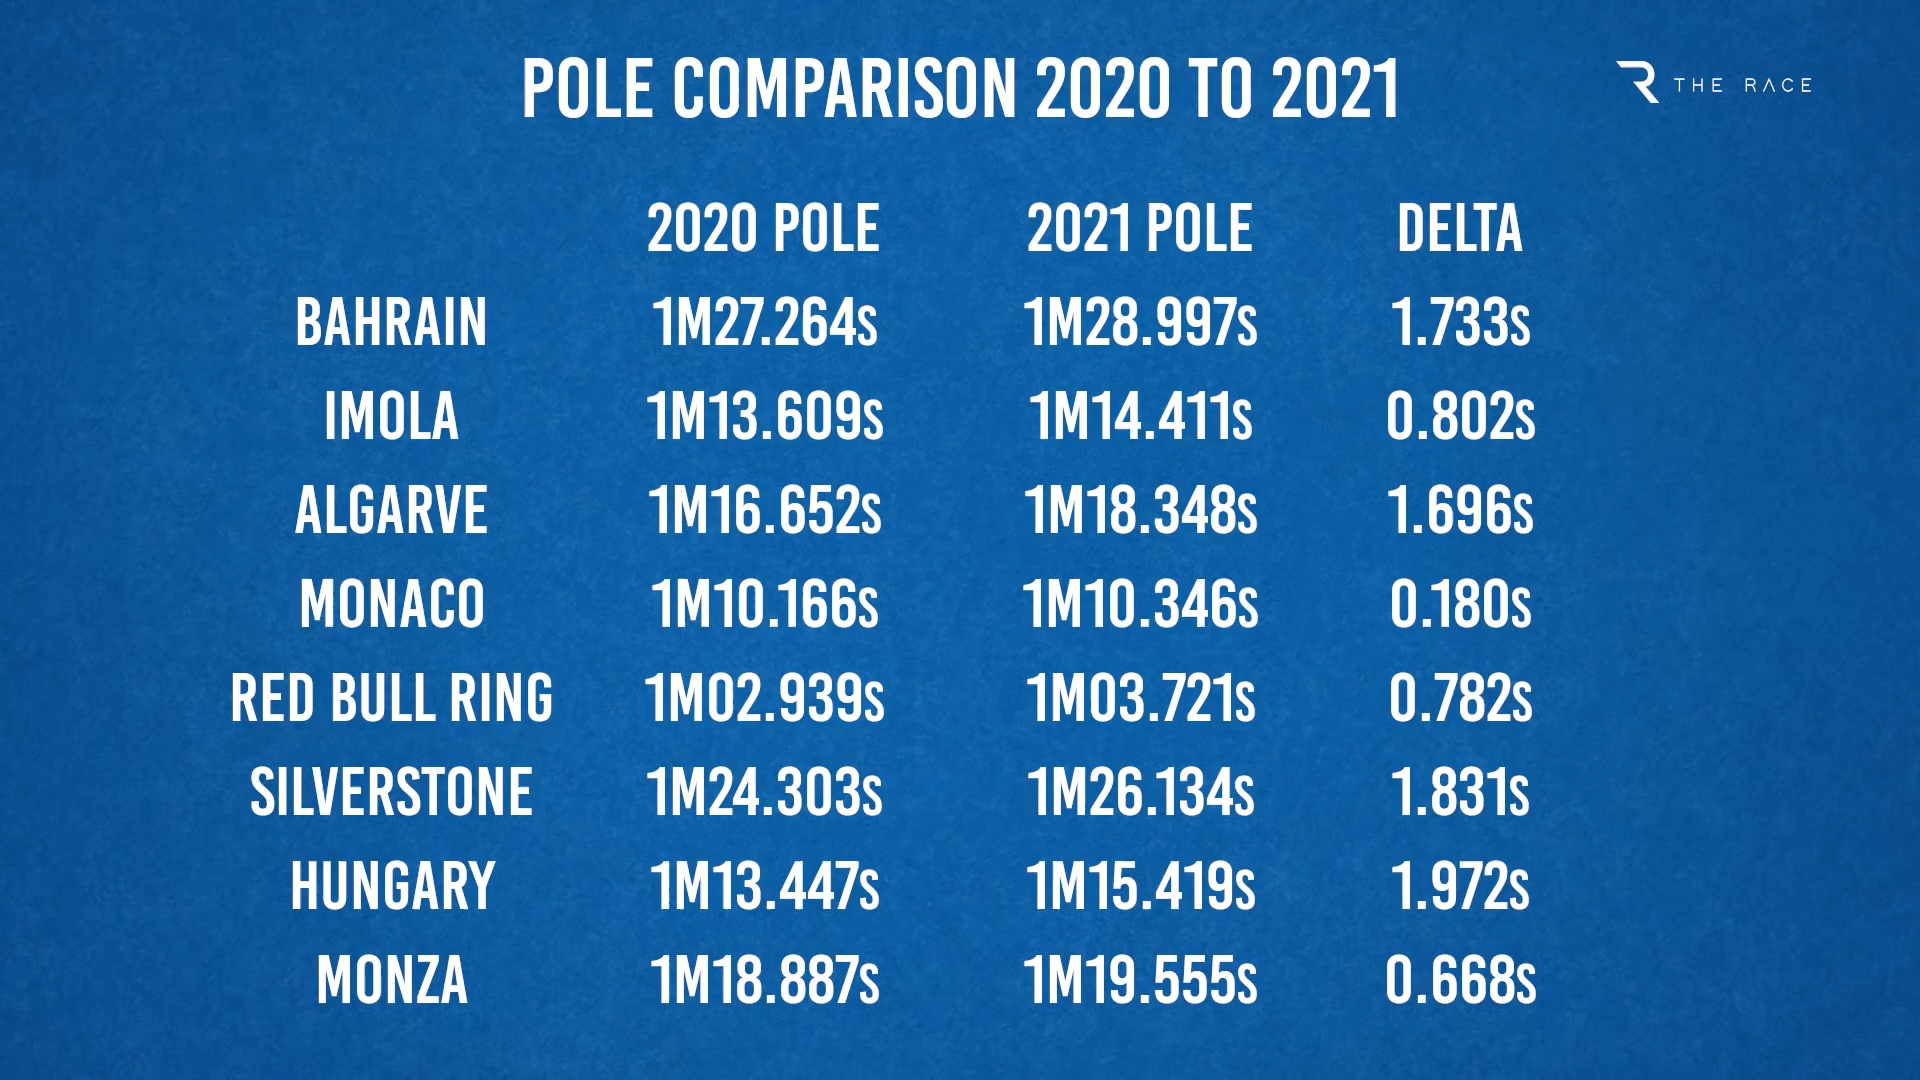 POLE COMPARISON 2020 TO 2021
THE RACE
2020 POLE 2021 POLE DELTA
BAHRAIN 1M27.264S 1M28.997S 1.733S
IMOLA 1M13.609S 1M14.411S 0.802S
ALGARVE 1M16.652S 1M18.348S 1.696S
MONACO 1M10.166S 1M10.346S 0.180S
RED BULL RING 1M02.939S 1M03.721S 0.782S
SILVERSTONE 1M24.303S 1M26.134S 1.831S
HUNGARY 1M13.447S 1M15.419S 1.972S
MONZA 1M18.887S 1M19.555S 0.668S